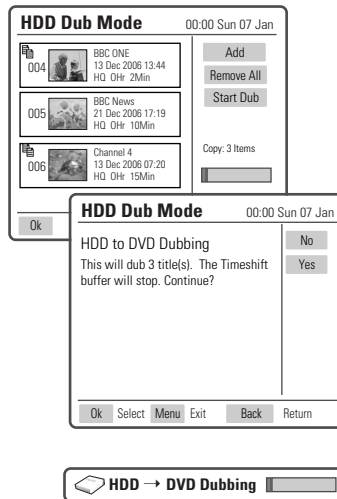 HDD Dub Mode 00:00 Sun 07 Jan
004
BBC ONE
13 Dec 2006 13:44
HQ 0Hr 2Min
005
BBC News
21 Dec 2006 17:19
HQ 0Hr 10Min
006
Channel 4
13 Dec 2006 07:20
HQ 0Hr 15Min
Add
Remove All
Start Dub
Copy: 3 Items
Ok
HDD Dub Mode 00:00 Sun 07 Jan
HDD to DVD Dubbing
This will dub 3 title(s). The Timeshift
buffer will stop. Continue?
No
Yes
Ok Select Menu Exit Back Return
HDD → DVD Dubbing